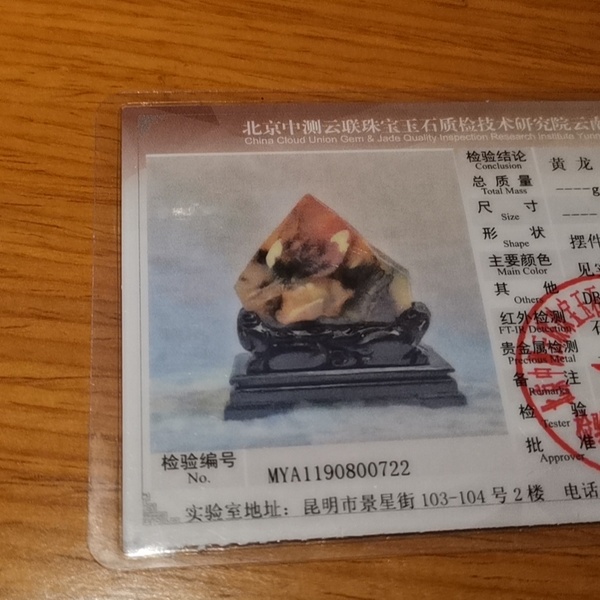 北京中测云联珠宝玉石质检技术研究院云南
China Cloud Union Gem & Jade Quality Inspection Research Institute Yunn
检验结论 黄龙
Conclusion
总质量 ----g
Total Mass
尺寸 ----
Size
形状 摆件
Shape
主要颜色 见
Main Color
其他
Others
红外检测
FT-IR Detection
贵金属检测
Precious Metal
备注
Remarks
检验
Tester
批准
Approver
检验编号 MYA1190800722
No.
实验室地址：昆明市景星街103-104号2楼 电话